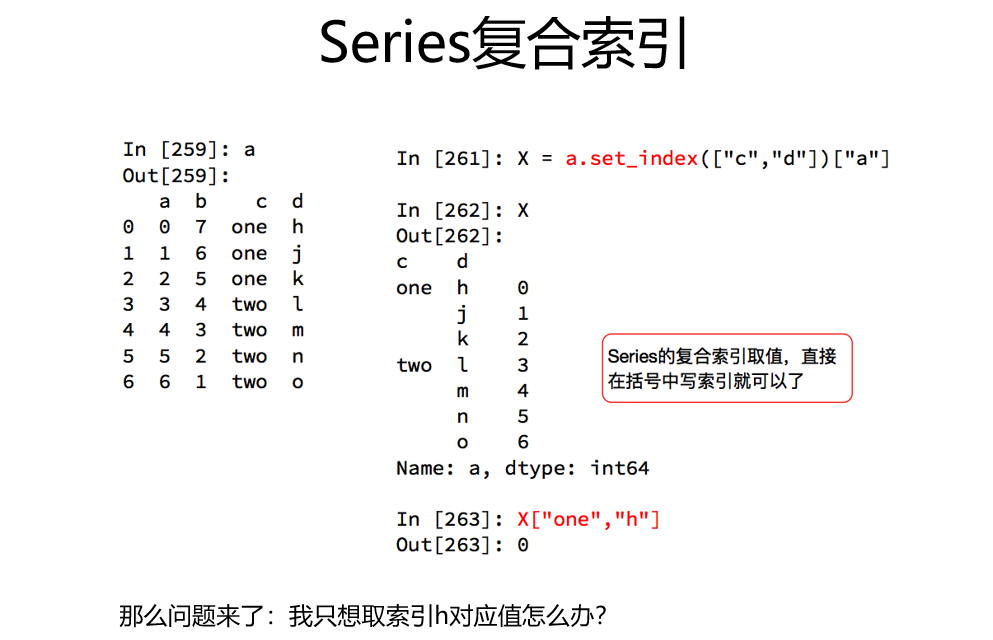 Series复合索引
In [259]: a
Out[259]:
   a  b    c  d
0  0  7  one  h
1  1  6  one  j
2  2  5  one  k
3  3  4  two  l
4  4  3  two  m
5  5  2  two  n
6  6  1  two  o
In [261]: X = a.set_index(["c","d"])["a"]
In [262]: X
Out[262]:
c    d
one  h    0
     j    1
     k    2
two  l    3
     m    4
     n    5
     o    6
Name: a, dtype: int64
In [263]: X["one","h"]
Out[263]: 0
Series的复合索引取值，直接
在括号中写索引就可以了
那么问题来了：我只想取索引h对应值怎么办？